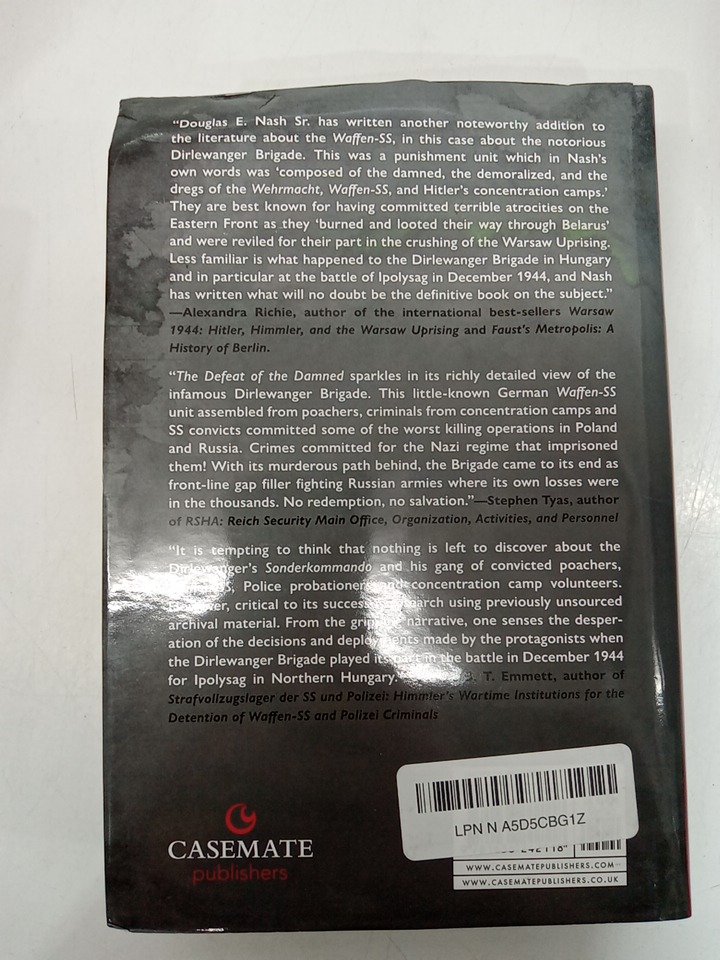 “Douglas E. Nash Sr. has written another noteworthy addition to
the literature about the Waffen-SS, in this case about the notorious
Dirlewanger Brigade. This was a punishment unit which in Nash’s
own words was ‘composed of the damned, the demoralized, and the
dregs of the Wehrmacht, Waffen-SS, and Hitler’s concentration camps.’
They are best known for having committed terrible atrocities on the
Eastern Front as they ‘burned and looted their way through Belarus’
and were reviled for their part in the crushing of the Warsaw Uprising.
Less familiar is what happened to the Dirlewanger Brigade in Hungary
and in particular at the battle of Ipolysag in December 1944, and Nash
has written what will no doubt be the definitive book on the subject.”
—Alexandra Richie, author of the international best-sellers Warsaw
1944: Hitler, Himmler, and the Warsaw Uprising and Faust’s Metropolis: A
History of Berlin.
“The Defeat of the Damned sparkles in its richly detailed view of the
infamous Dirlewanger Brigade. This little-known German Waffen-SS
unit assembled from poachers, criminals from concentration camps and
SS convicts committed some of the worst killing operations in Poland
and Russia. Crimes committed for the Nazi regime that imprisoned
them! With its murderous path behind, the Brigade came to its end as
front-line gap filler fighting Russian armies where its own losses were
in the thousands. No redemption, no salvation.”—Stephen Tyas, author
of RSHA: Reich Security Main Office, Organization, Activities, and Personnel
“It is tempting to think that nothing is left to discover about the
Dirlewanger’s Sonderkommando and his gang of convicted poachers,
Police probationers and concentration camp volunteers.
critical to its success using previously unsourced
archival material. From the narrative, one senses the desper-
ation of the decisions and deployments made by the protagonists when
the Dirlewanger Brigade played its part in the battle in December 1944
for Ipolysag in Northern Hungary. T. Emmett, author of
Strafvollzugslager der SS und Polizei: Himmler’s Wartime Institutions for the
Detention of Waffen-SS and Polizei Criminals
CASEMATE
publishers
LPN N A5D5CBG1Z
WWW.CASEMATEPUBLISHERS.COM
WWW.CASEMATEPUBLISHERS.CO.UK